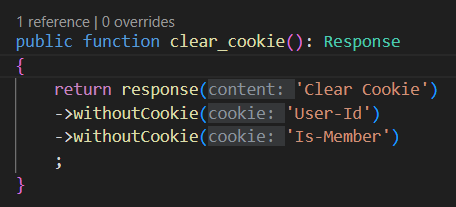 1 reference | 0 overrides
public function clear_cookie(): Response
{
return response(content: 'Clear Cookie')
->withoutCookie(cookie: 'User-Id')
->withoutCookie(cookie: 'Is-Member')
;
}